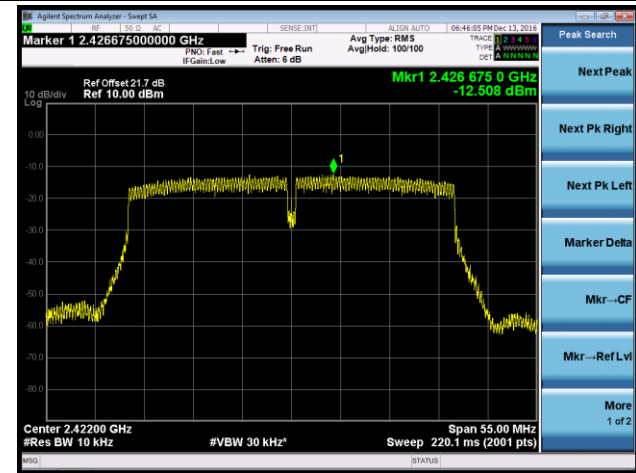 Agilent Spectrum Analyzer - Swept SA
RF 50 Ω AC SENSE:INT ALIGN AUTO 06:46:05 PM Dec 13, 2016
Marker 1 2.426675000000 GHz
PNO: Fast
IFGain:Low
Trig: Free Run
Atten: 6 dB
Avg Type: RMS
Avg|Hold: 100/100
TRACE 1 2 3 4 5 6
TYPE A WWWWW
DET A N N N N N
Peak Search
Mkr1 2.426 675 0 GHz
-12.508 dBm
Ref Offset 21.7 dB
10 dB/div Ref 10.00 dBm
Log
Next Peak
0.00
Next Pk Right
1
-10.0
Next Pk Left
-20.0
-30.0
Marker Delta
-40.0
-50.0
Mkr→CF
-60.0
Mkr→Ref Lvl
-70.0
-80.0
More
1 of 2
Center 2.42200 GHz Span 55.00 MHz
#Res BW 10 kHz #VBW 30 kHz* Sweep 220.1 ms (2001 pts)
MSG STATUS